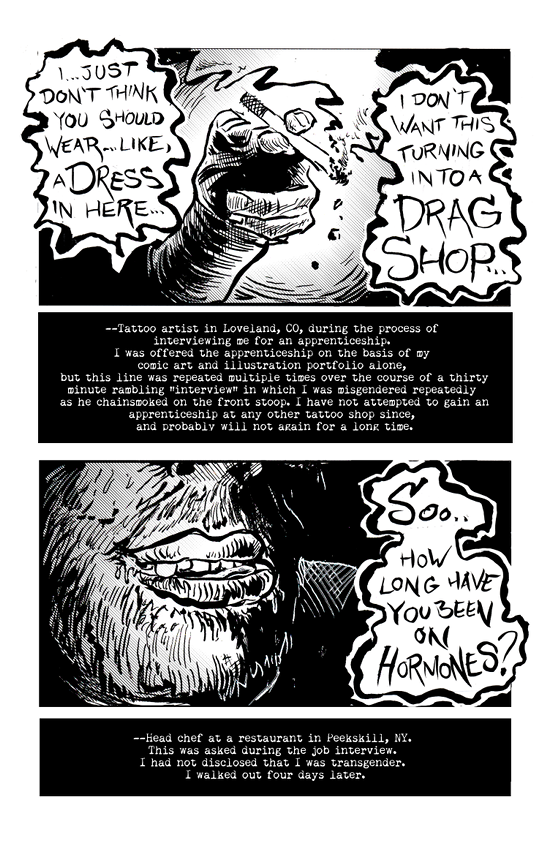 I...JUST
DON'T THINK
YOU SHOULD
WEAR...LIKE,
A DRESS
IN HERE...
I DON'T
WANT THIS
TURNING
INTO A
DRAG
SHOP...
--Tattoo artist in Loveland, CO, during the process of
interviewing me for an apprenticeship.
I was offered the apprenticeship on the basis of my
comic art and illustration portfolio alone,
but this line was repeated multiple times over the course of a thirty
minute rambling "interview" in which I was misgendered repeatedly
as he chainsmoked on the front stoop. I have not attempted to gain an
apprenticeship at any other tattoo shop since,
and probably will not again for a long time.
SOO..
HOW
LONG HAVE
YOU BEEN
ON
HORMONES?
--Head chef at a restaurant in Peekskill, NY.
This was asked during the job interview.
I had not disclosed that I was transgender.
I walked out four days later.